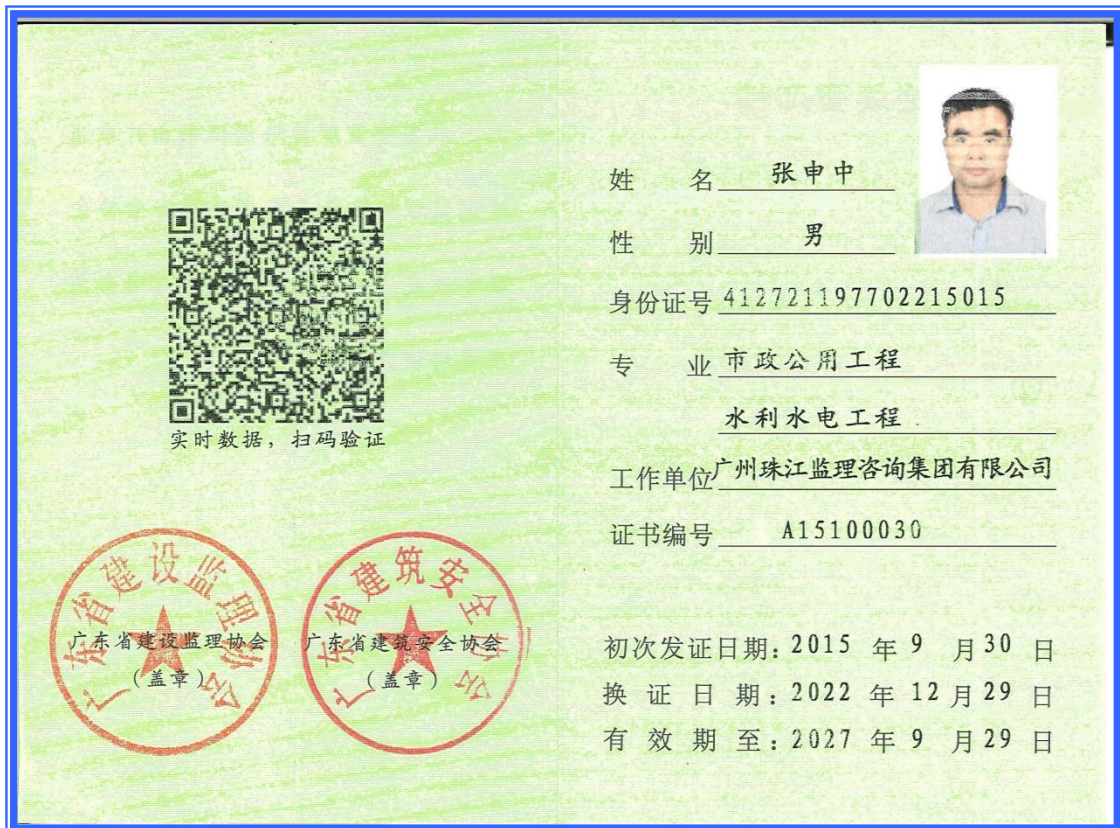 实时数据，扫码验证
广东省建设监理协会
广东省建设监理协会
（盖章）
广东省建筑安全协会
广东省建筑安全协会
（盖章）
姓 名 张申中
性 别 男
身份证号 412721197702215015
专 业 市政公用工程
水利水电工程
工作单位 广州珠江监理咨询集团有限公司
证书编号 A15100030
初次发证日期：2015 年 9 月 30 日
换 证 日 期：2022 年 12 月 29 日
有 效 期 至：2027 年 9 月 29 日